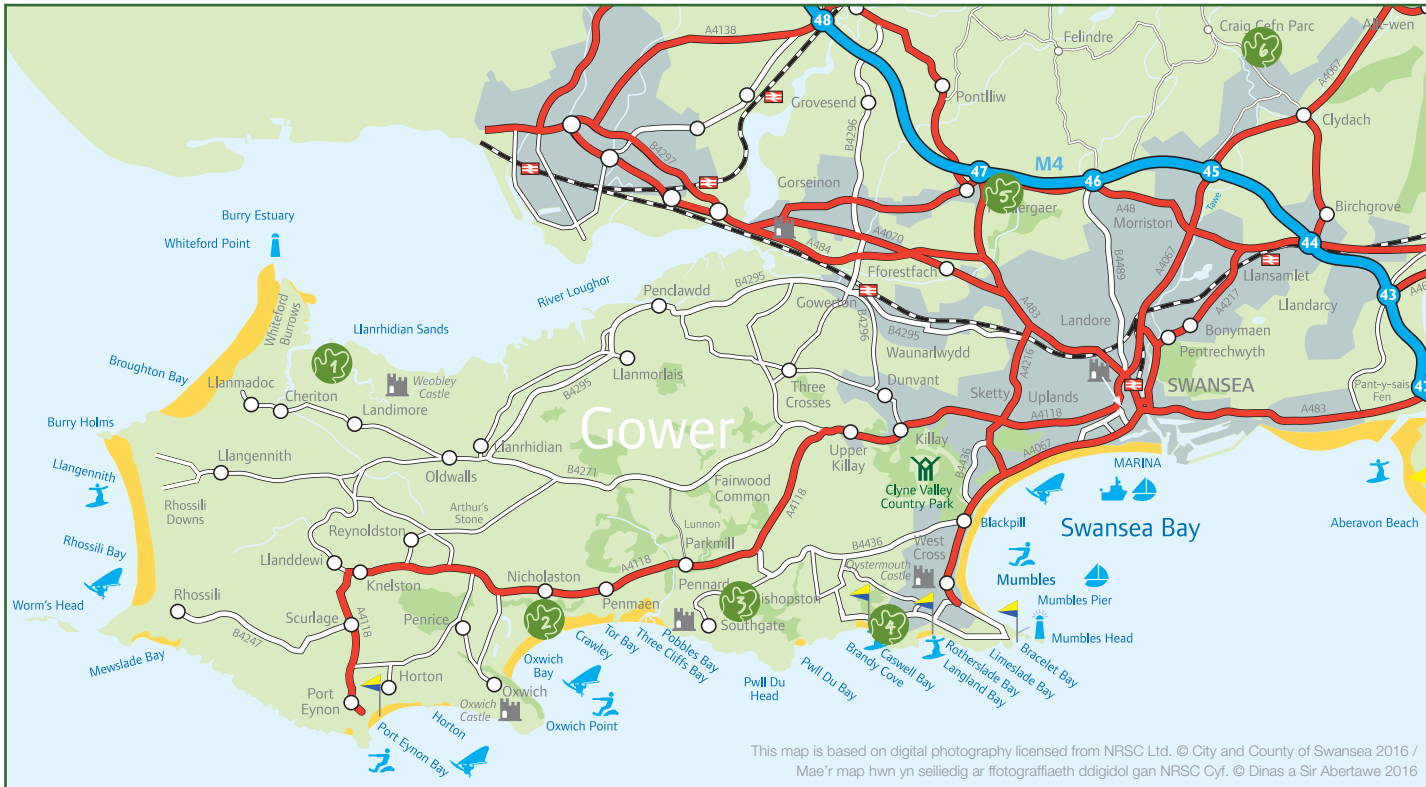 48
A4138
Craig Cefn Parc
6
Felindre
A4067
Pontlliw
Grovesend
B4296
Clydach
B4297
47
M4
46
45
Gorseinon
5
Tawe
Birchgrove
A48
Morriston
44
A484
A4070
B4489
A4067
Fforestfach
Llansamlet
43
Burry Estuary
Whiteford Point
River Loughor
Penclawdd
B4295
Gowerton
A483
A4217
Llandarcy
Whiteford
Burrows
Llanrhidian Sands
B4296
B4295
Landore
Bonymaen
Waunarlwydd
Pentrechwyth
Broughton Bay
1
Weobley
Castle
Llanmorlais
A4216
SWANSEA
Llanmadoc
Cheriton
B4295
Three
Crosses
Dunvant
Sketty
Uplands
Pant-y-sais
Fen
Landimore
Gower
A4118
A483
Burry Holms
Llanrhidian
Killay
Upper
Killay
A4067
Llangennith
Llangennith
Oldwalls
B4271
Fairwood
Common
Clyne Valley
Country Park
B4436
MARINA
Rhossili
Downs
Arthur's
Stone
A4118
Reynoldston
Lunnon
Blackpill
Swansea Bay
Aberavon Beach
Rhossili Bay
Llanddewi
Parkmill
B4436
West
Cross
Knelston
Nicholaston
A4118
Pennard
Oystermouth
Castle
Mumbles
Worm's Head
Rhossili
Penmaen
3
Mumbles Pier
Scurlage
A4118
Penrice
2
Southgate
4
Mumbles Head
B4247
Mewslade Bay
Oxwich
Bay
Crawley
Tor Bay
Three Cliffs Bay
Pobbles Bay
Pwll Du
Head
Pwll Du Bay
Brandy Cove
Caswell Bay
Langland Bay
Rotherslade Bay
Limeslade Bay
Bracelet Bay
Horton
Port
Eynon
Oxwich
Oxwich
Castle
Oxwich Point
Horton
Port Eynon Bay
This map is based on digital photography licensed from NRSC Ltd. © City and County of Swansea 2016 /
Mae'r map hwn yn seiliedig ar ffotograffiaeth ddigidol gan NRSC Cyf. © Dinas a Sir Abertawe 2016